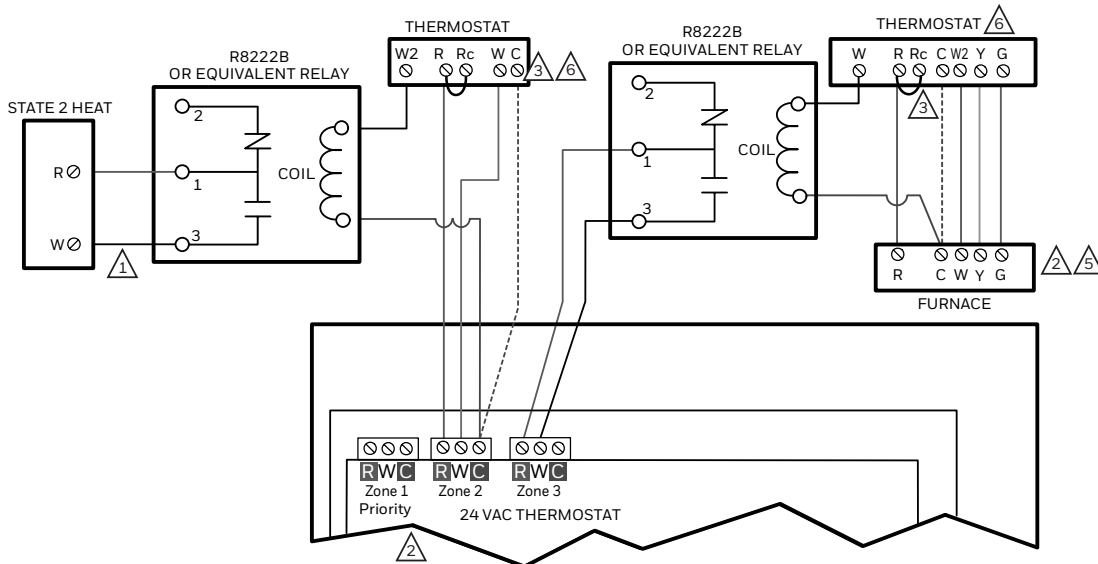 THERMOSTAT
W2 R Rc W C
3 6
R8222B
OR EQUIVALENT RELAY
2
1
3
COIL
STATE 2 HEAT
R
W
1
R8222B
OR EQUIVALENT RELAY
2
1
3
COIL
THERMOSTAT 6
W R Rc C W2 Y G
3
R C W Y G
FURNACE
2 5
R W C
Zone 1
Priority
R W C
Zone 2
R W C
Zone 3
24 VAC THERMOSTAT
2